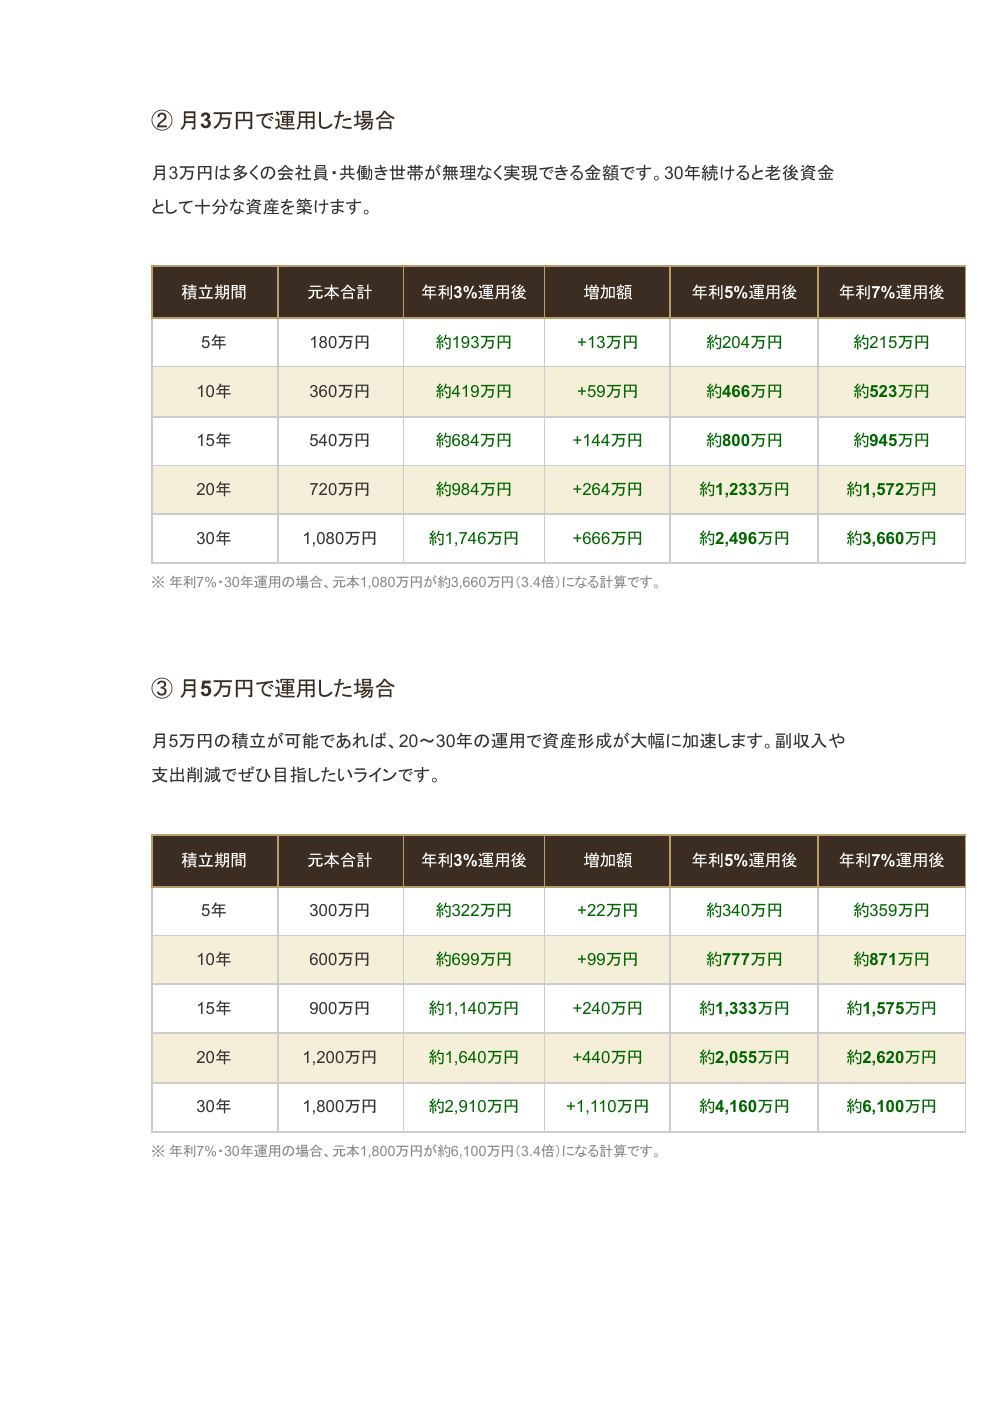 ② 月3万円で運用した場合
月3万円は多くの会社員・共働き世帯が無理なく実現できる金額です。30年続けると老後資金
として十分な資産を築けます。
積立期間 元本合計 年利3%運用後 増加額 年利5%運用後 年利7%運用後
5年 180万円 約193万円 +13万円 約204万円 約215万円
10年 360万円 約419万円 +59万円 約466万円 約523万円
15年 540万円 約684万円 +144万円 約800万円 約945万円
20年 720万円 約984万円 +264万円 約1,233万円 約1,572万円
30年 1,080万円 約1,746万円 +666万円 約2,496万円 約3,660万円
※ 年利7%・30年運用の場合、元本1,080万円が約3,660万円（3.4倍）になる計算です。
③ 月5万円で運用した場合
月5万円の積立が可能であれば、20〜30年の運用で資産形成が大幅に加速します。副収入や
支出削減でぜひ目指したいラインです。
積立期間 元本合計 年利3%運用後 増加額 年利5%運用後 年利7%運用後
5年 300万円 約322万円 +22万円 約340万円 約359万円
10年 600万円 約699万円 +99万円 約777万円 約871万円
15年 900万円 約1,140万円 +240万円 約1,333万円 約1,575万円
20年 1,200万円 約1,640万円 +440万円 約2,055万円 約2,620万円
30年 1,800万円 約2,910万円 +1,110万円 約4,160万円 約6,100万円
※ 年利7%・30年運用の場合、元本1,800万円が約6,100万円（3.4倍）になる計算です。